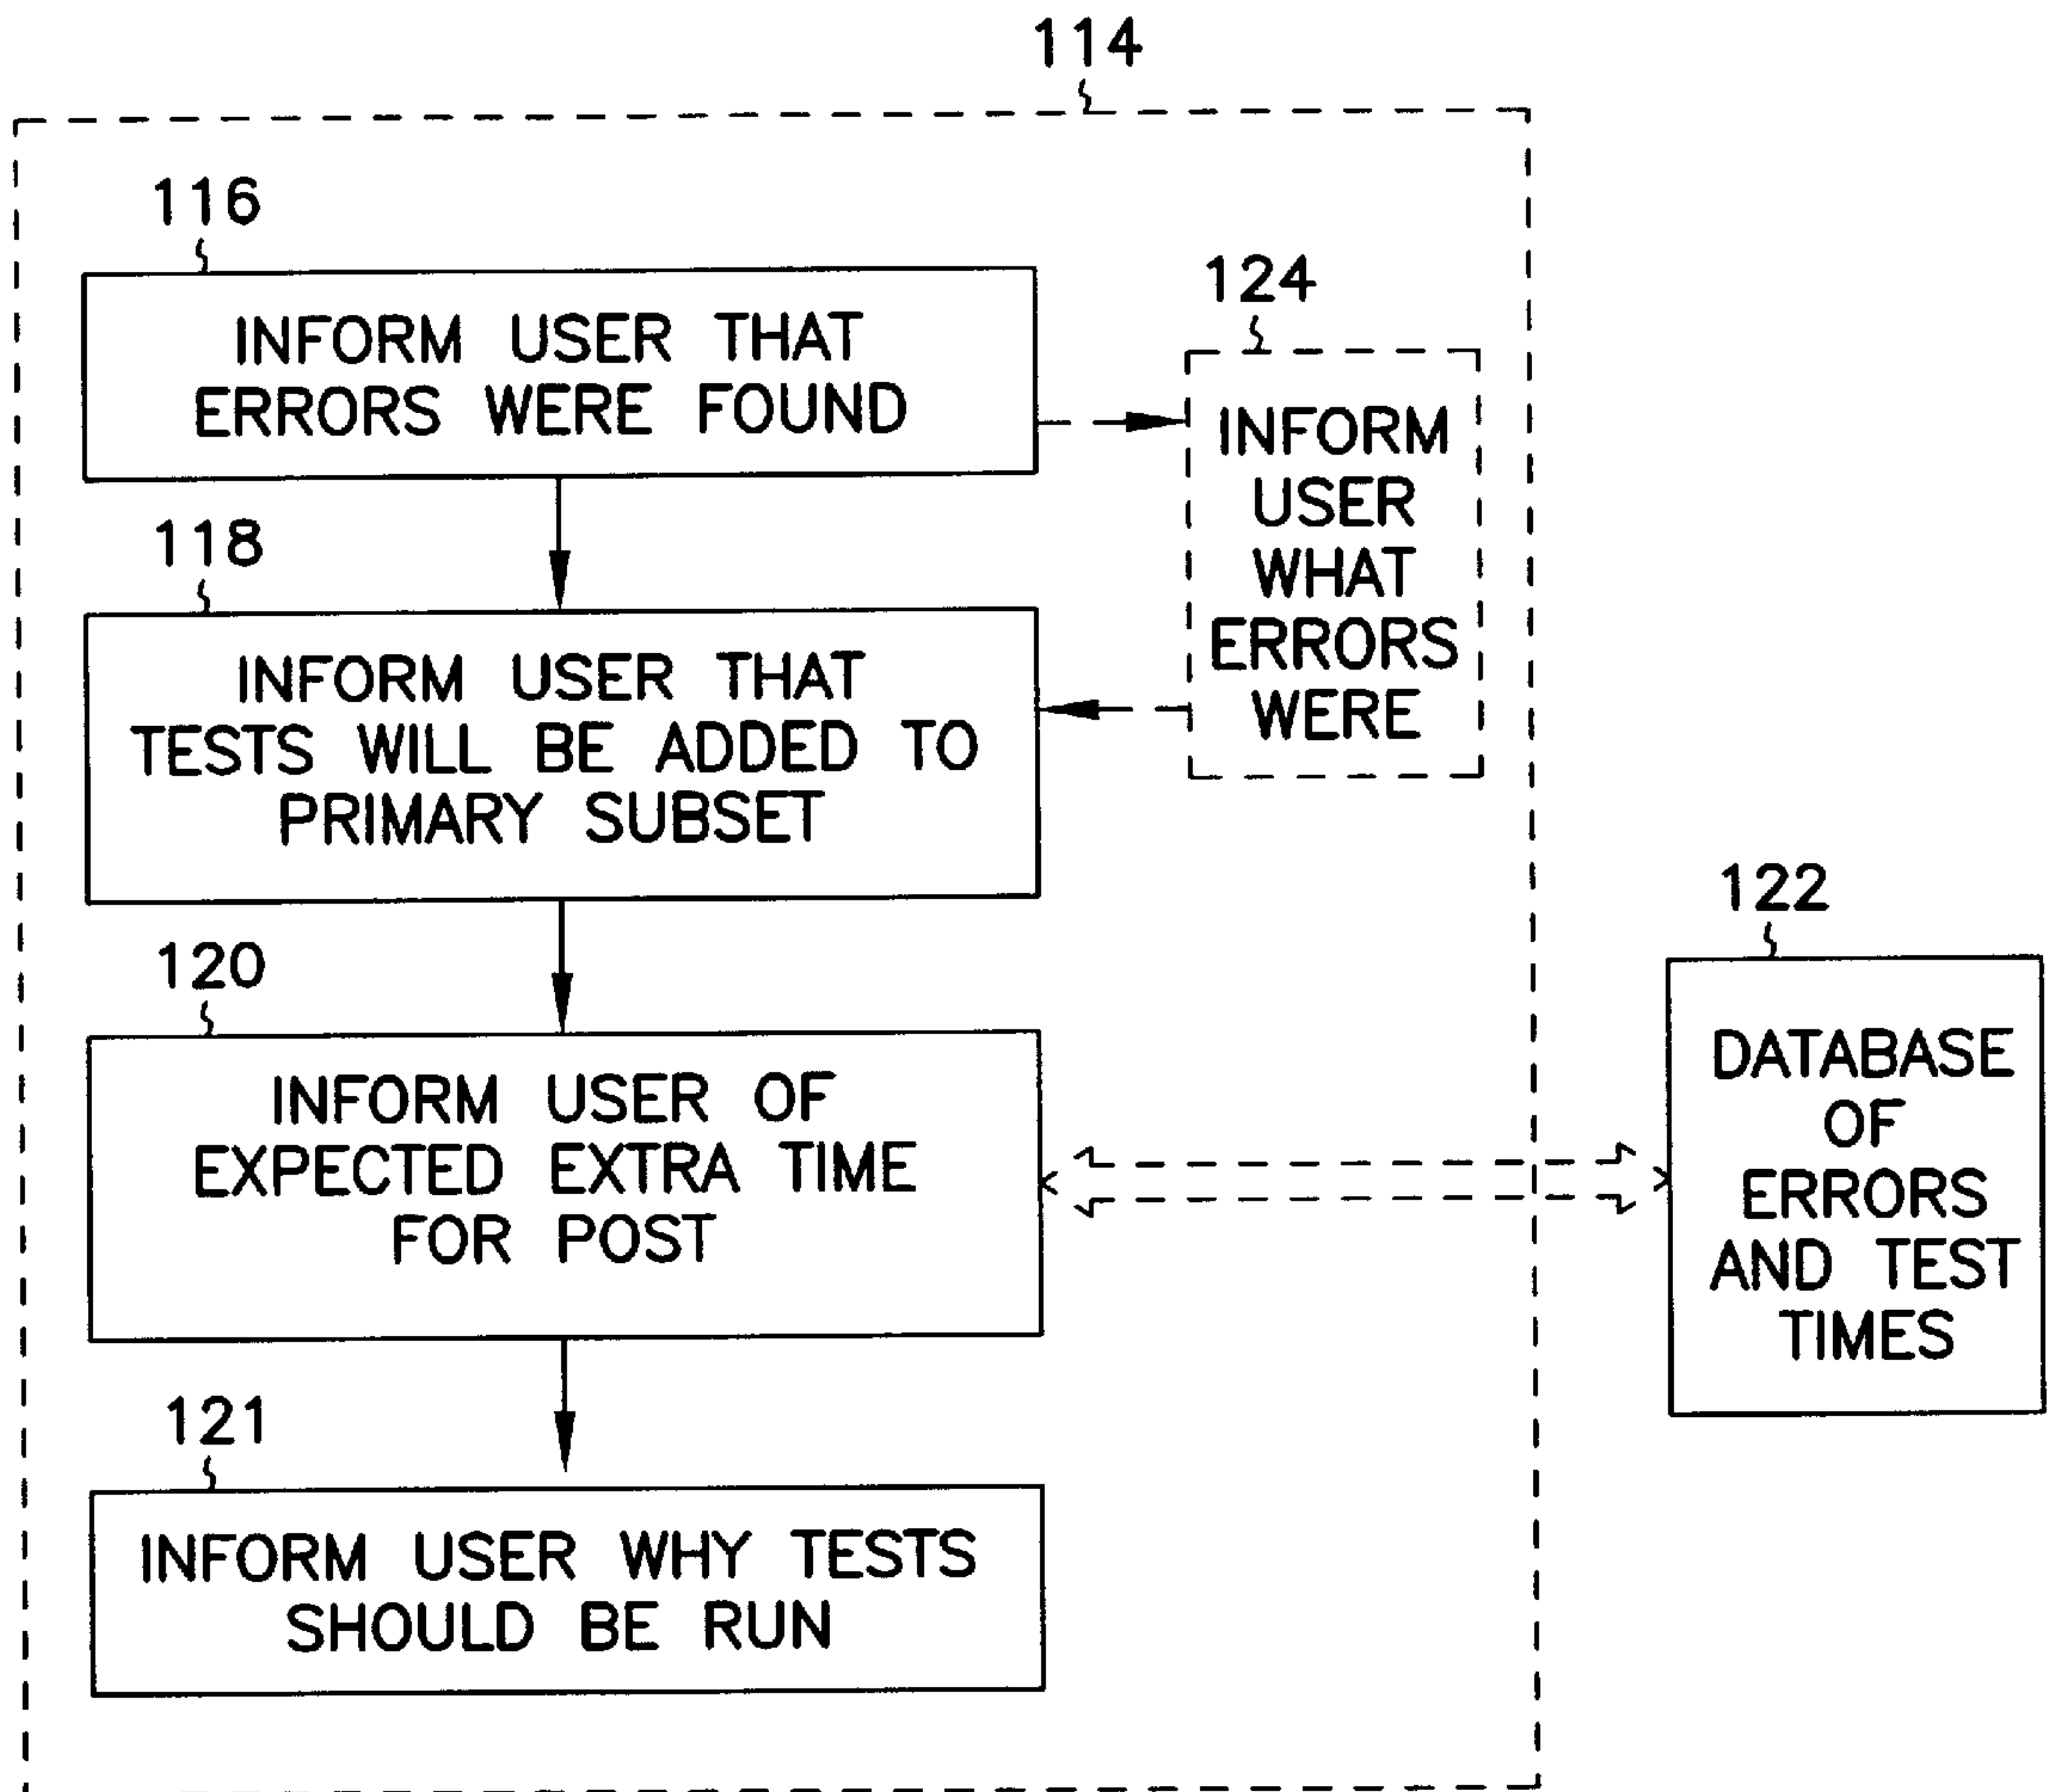 114
116
INFORM USER THAT
ERRORS WERE FOUND
124
INFORM
USER
WHAT
ERRORS
WERE
118
INFORM USER THAT
TESTS WILL BE ADDED TO
PRIMARY SUBSET
120
INFORM USER OF
EXPECTED EXTRA TIME
FOR POST
122
DATABASE
OF
ERRORS
AND TEST
TIMES
121
INFORM USER WHY TESTS
SHOULD BE RUN